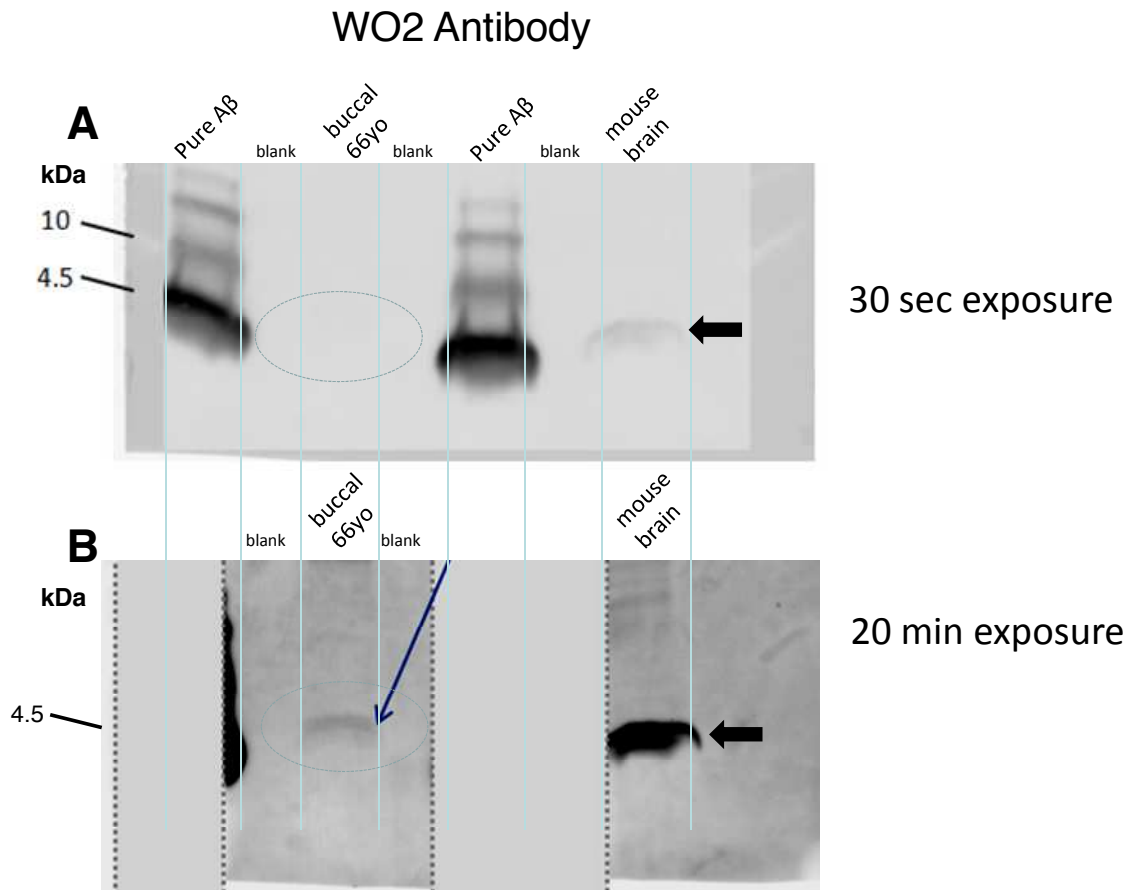 WO2 Antibody
A
Pure Aβ
blank
buccal
66yo
blank
Pure Aβ
blank
mouse
brain
kDa
10
4.5
30 sec exposure
B
blank
buccal
66yo
blank
mouse
brain
kDa
4.5
20 min exposure